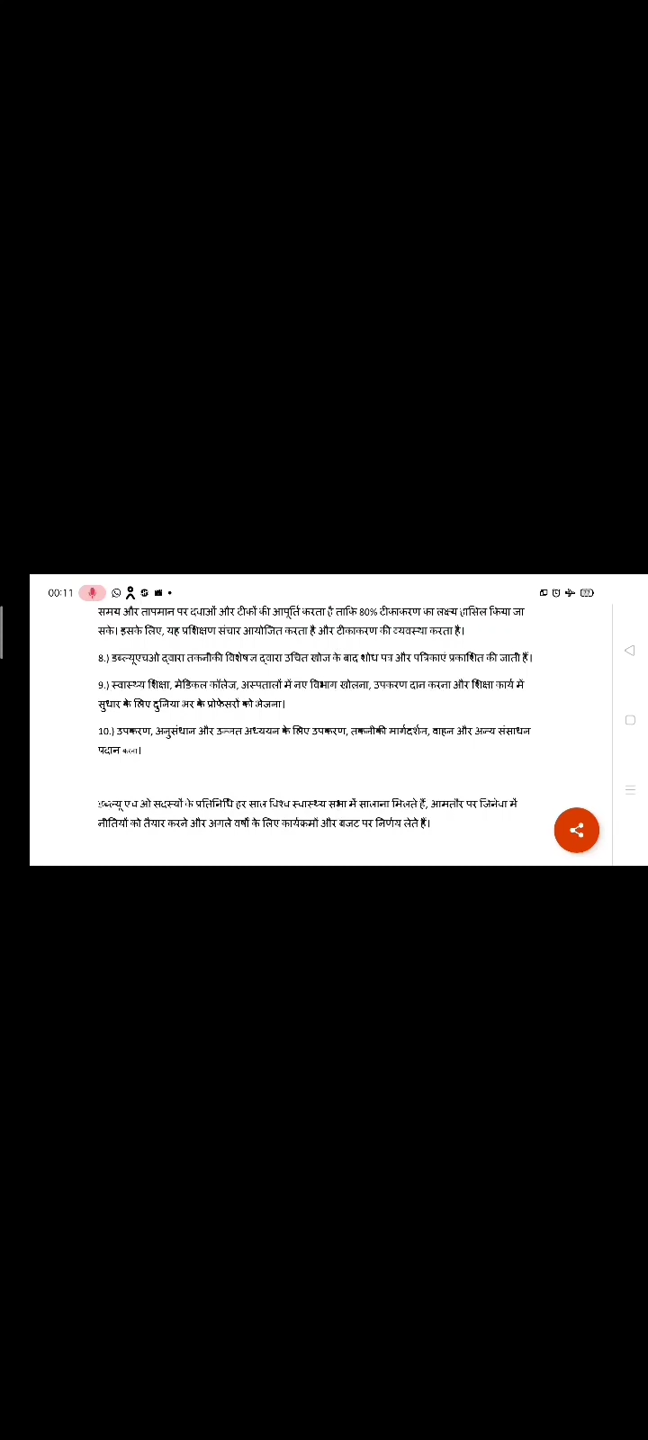 00:11
समय और तापमान पर दवाओं और टीकों की आपूर्ति करता है ताकि 80% टीकाकरण का लक्ष्य हासिल किया जा
सके। इसके लिए, यह प्रशिक्षण संचार आयोजित करता है और टीकाकरण की व्यवस्था करता है।
8.) डब्ल्यूएचओ द्वारा तकनीकी विशेषज्ञ द्वारा उचित खोज के बाद शोध पत्र और पत्रिकाएं प्रकाशित की जाती हैं।
9.) स्वास्थ्य शिक्षा, मेडिकल कॉलेज, अस्पतालों में नए विभाग खोलना, उपकरण दान करना और शिक्षा कार्य में
सुधार के लिए दुनिया भर के प्रोफेसरों को भेजना।
10.) उपकरण, अनुसंधान और उन्नत अध्ययन के लिए उपकरण, तकनीकी मार्गदर्शन, वाहन और अन्य संसाधन
प्रदान करना।
डब्ल्यू एच ओ सदस्यों के प्रतिनिधि हर साल विश्व स्वास्थ्य सभा में सालाना मिलते हैं, आमतौर पर जिनेवा में
नीतियों को तैयार करने और अगले वर्षों के लिए कार्यक्रमों और बजट पर निर्णय लेते हैं।